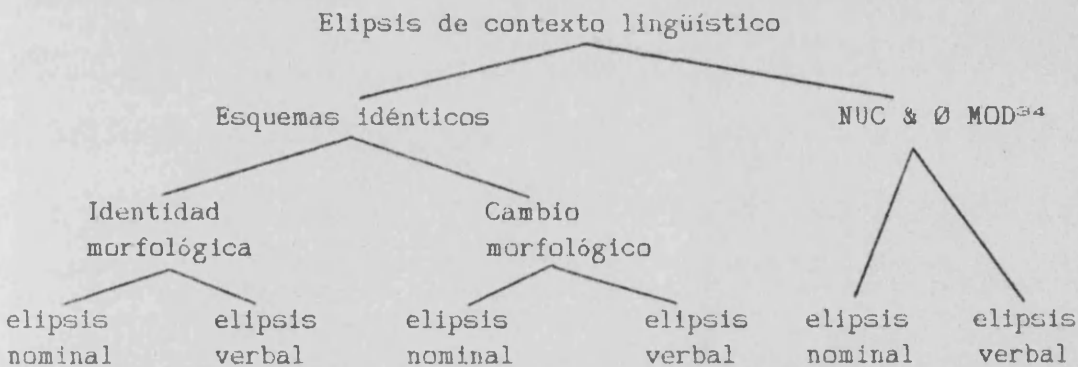 Elipsis de contexto lingüístico
Esquemas idénticos NUC & Ø MOD³⁴
Identidad Cambio
morfológica morfológico
elipsis elipsis elipsis elipsis elipsis elipsis
nominal verbal nominal verbal nominal verbal